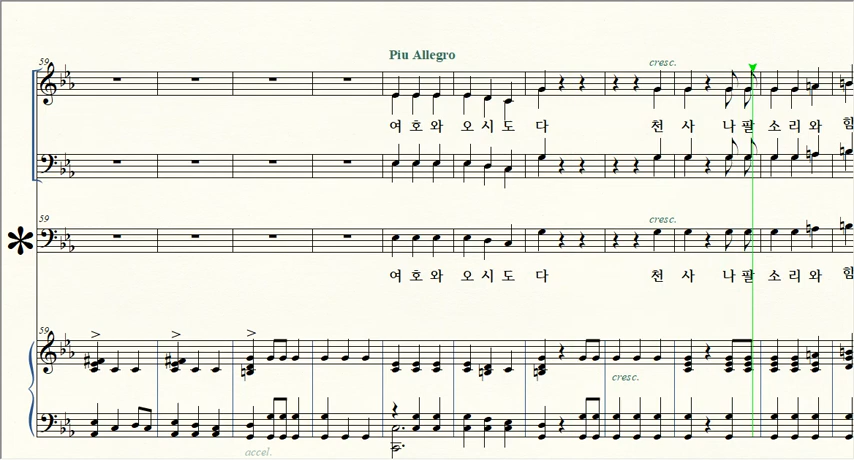 Piu Allegro
59
cresc.
여 호 와 오 시 도 다 천 사 나 팔 소 리 와 힘
59
cresc.
여 호 와 오 시 도 다 천 사 나 팔 소 리 와 힘
59
cresc.
accel.